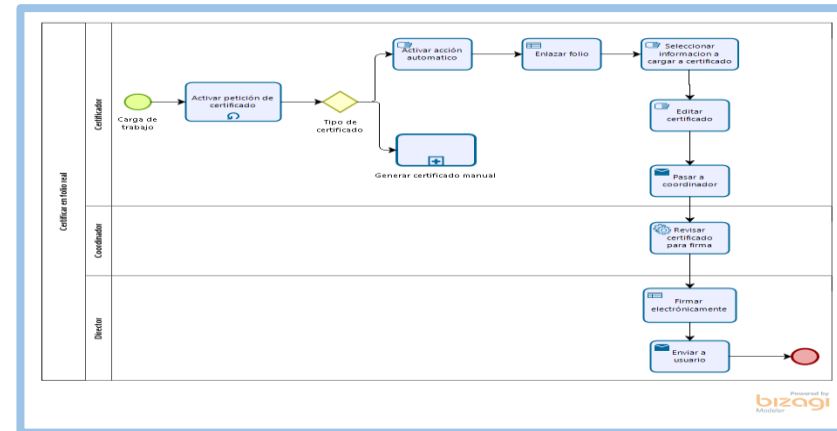 Certificar en folio real
Certificador
Carga de
trabajo
Activar petición de
certificado
Tipo de
certificado
Activar acción
automatico
Enlazar folio
Seleccionar
informacion a
cargar a certificado
Generar certificado manual
Editar
certificado
Pasar a
coordinador
Coordinador
Revisar
certificado
para firma
Director
Firmar
electrónicamente
Enviar a
usuario
Powered by
bizagi
Modeler